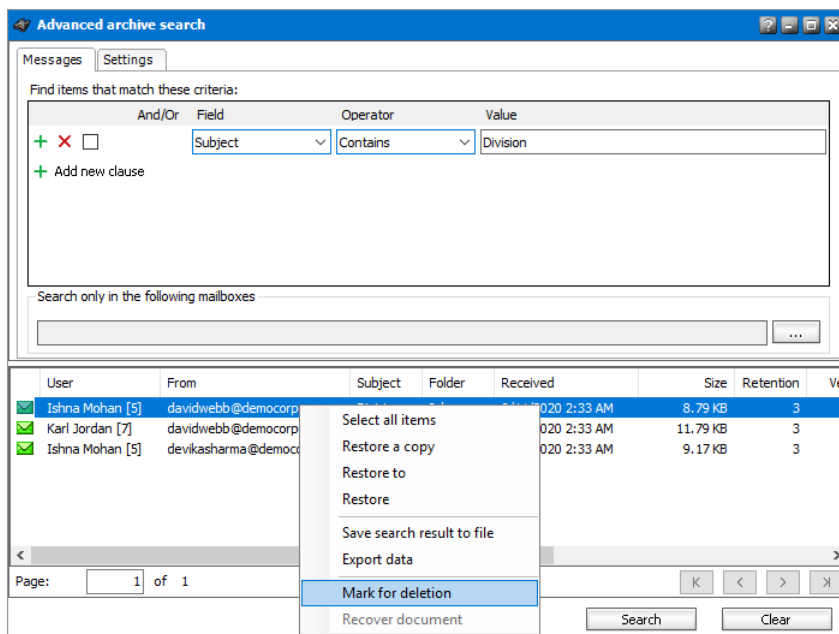 Advanced archive search
Messages Settings
Find items that match these criteria:
And/Or Field Operator Value
Subject Contains Division
Add new clause
Search only in the following mailboxes
...
User From Subject Folder Received Size Retention
Ishna Mohan [5] davidwebb@democorp 2020 2:33 AM 8.79 KB 3
Karl Jordan [7] davidwebb@democorp 2020 2:33 AM 11.79 KB 3
Ishna Mohan [5] 2020 2:33 AM 9.17 KB 3
Select all items
Restore a copy
Restore to
Restore
Save search result to file
Export data
Mark for deletion
Recover document
Page: 1 of 1
Search Clear